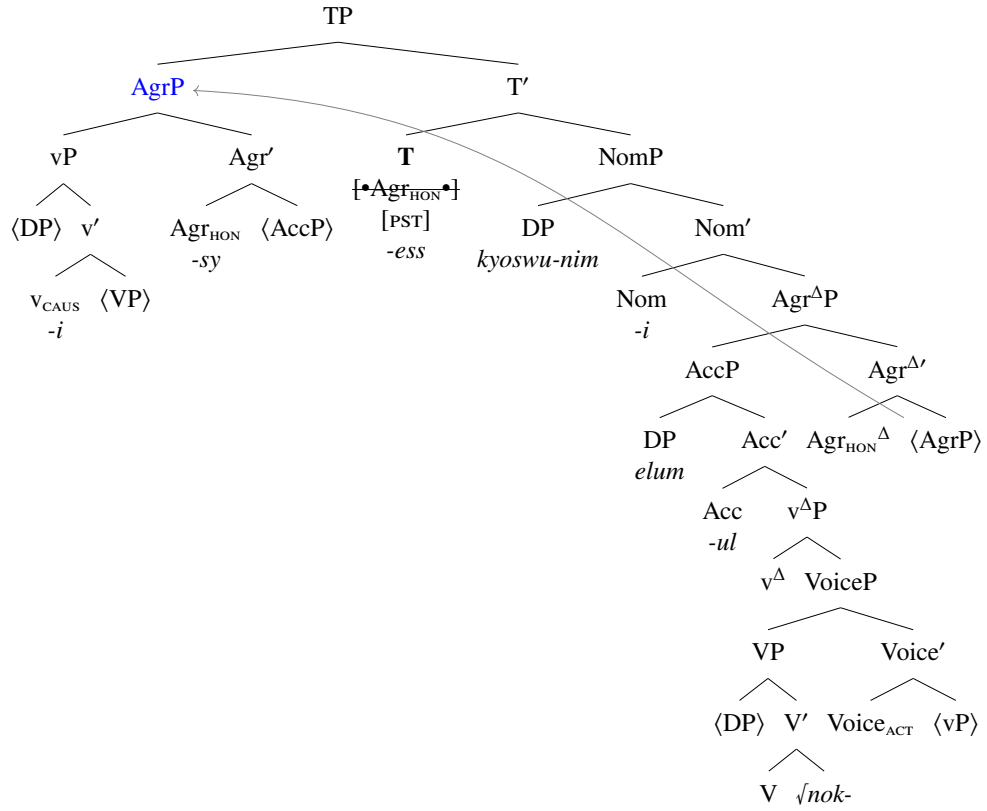 TP
AgrP T′
vP Agr′ T NomP
[•Agr_HON•]
⟨DP⟩ v′ Agr_HON ⟨AccP⟩ [PST] DP Nom′
-sy -ess kyoswu-nim
v_CAUS ⟨VP⟩ Nom Agr^ΔP
-i -i
AccP Agr^Δ′
DP Acc′ Agr_HON^Δ ⟨AgrP⟩
elum
Acc v^ΔP
-ul
v^Δ VoiceP
VP Voice′
⟨DP⟩ V′ Voice_ACT ⟨vP⟩
V √nok-